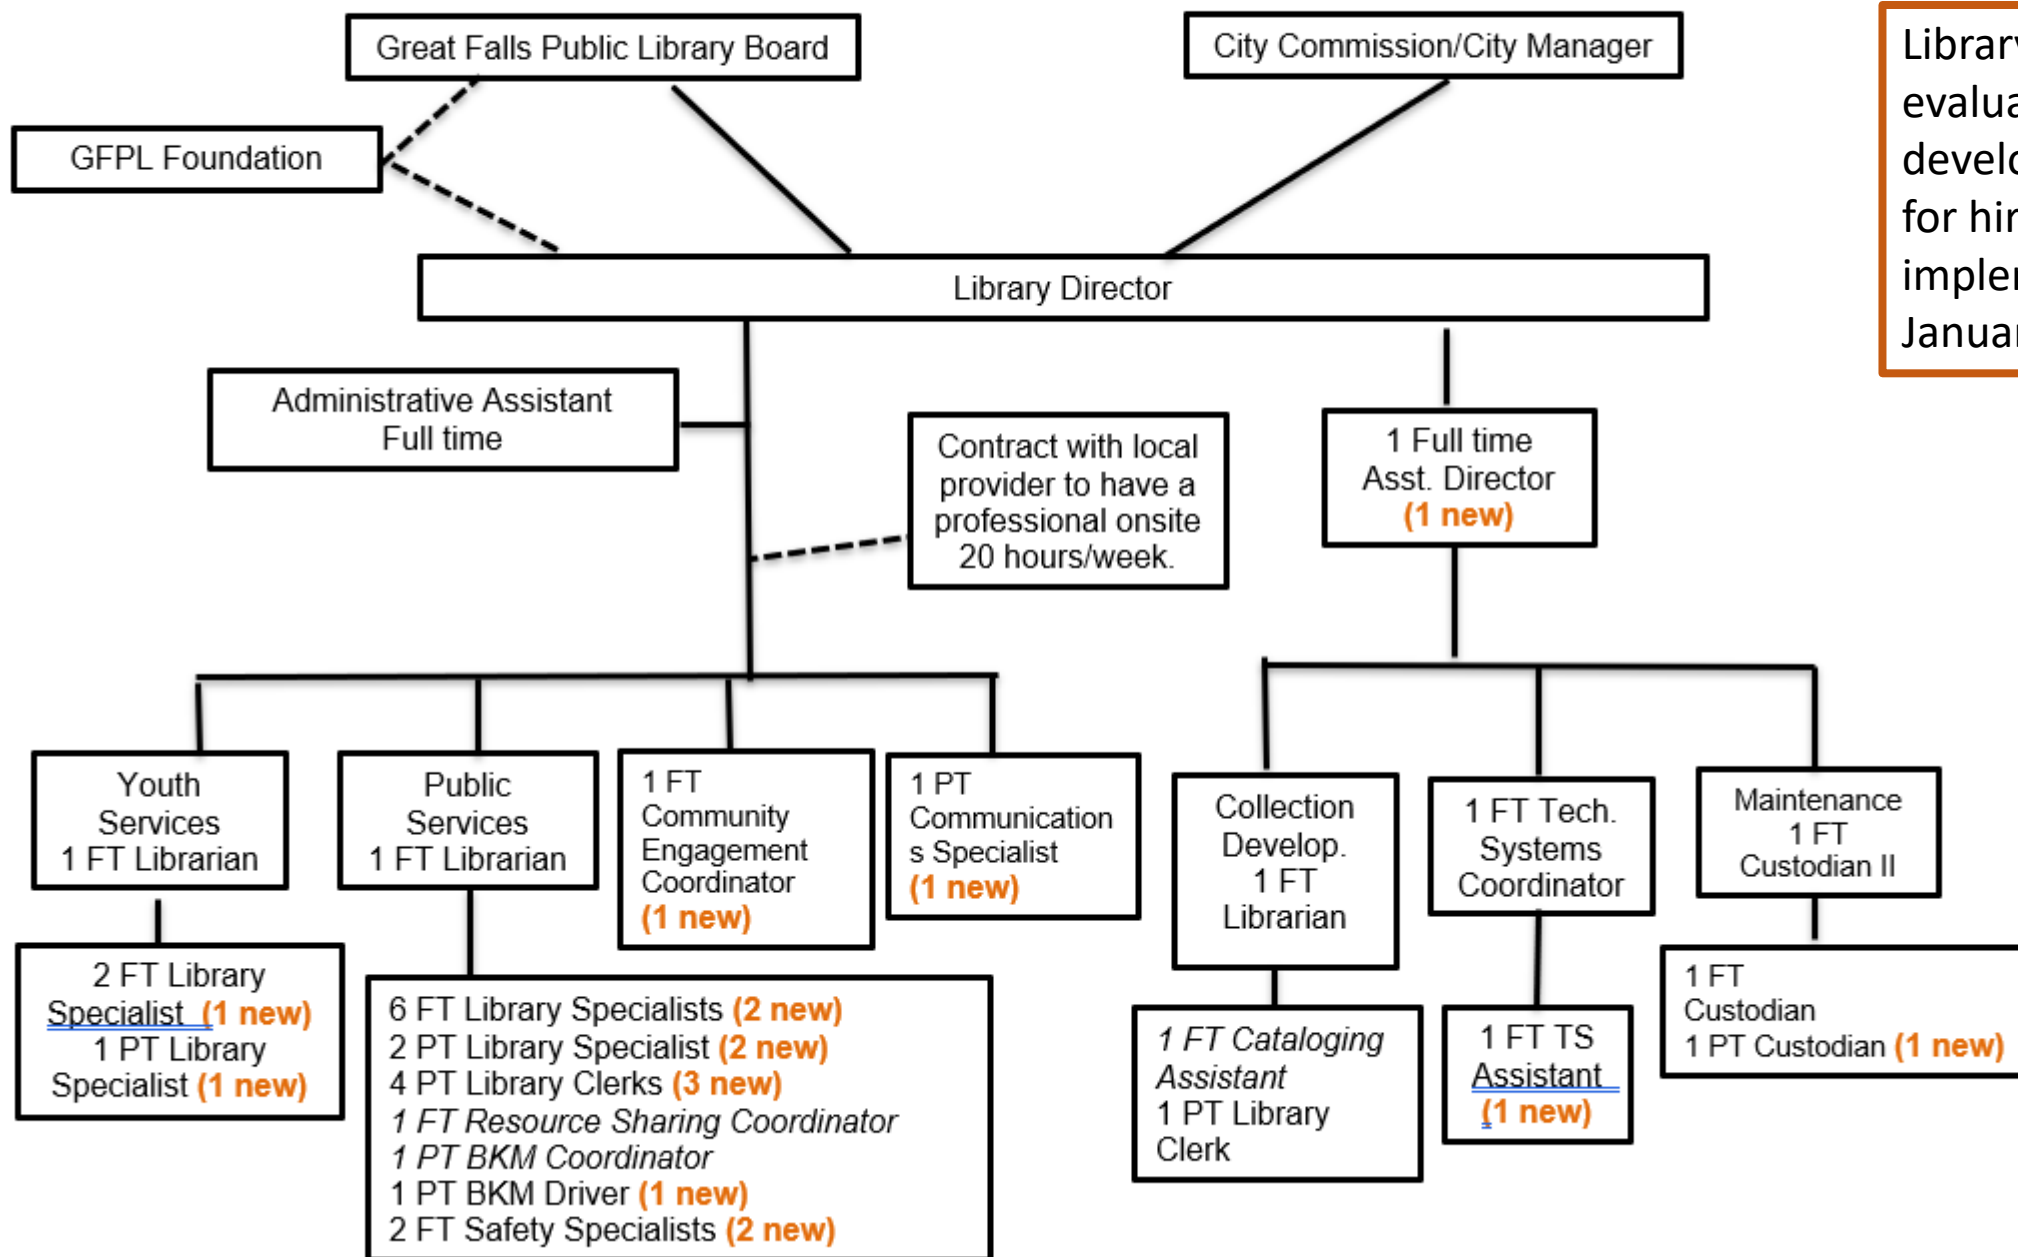 Great Falls Public Library Board
City Commission/City Manager
GFPL Foundation
Library Director
Administrative Assistant
Full time
Contract with local
provider to have a
professional onsite
20 hours/week.
1 Full time
Asst. Director
(1 new)
Youth
Services
1 FT Librarian
Public
Services
1 FT Librarian
1 FT
Community
Engagement
Coordinator
(1 new)
1 PT
Communication
s Specialist
(1 new)
Collection
Develop.
1 FT
Librarian
1 FT Tech.
Systems
Coordinator
Maintenance
1 FT
Custodian II
2 FT Library
Specialist (1 new)
1 PT Library
Specialist (1 new)
6 FT Library Specialists (2 new)
2 PT Library Specialist (2 new)
4 PT Library Clerks (3 new)
1 FT Resource Sharing Coordinator
1 PT BKM Coordinator
1 PT BKM Driver (1 new)
2 FT Safety Specialists (2 new)
1 FT Cataloging
Assistant
1 PT Library
Clerk
1 FT TS
Assistant
(1 new)
1 FT
Custodian
1 PT Custodian (1 new)
for